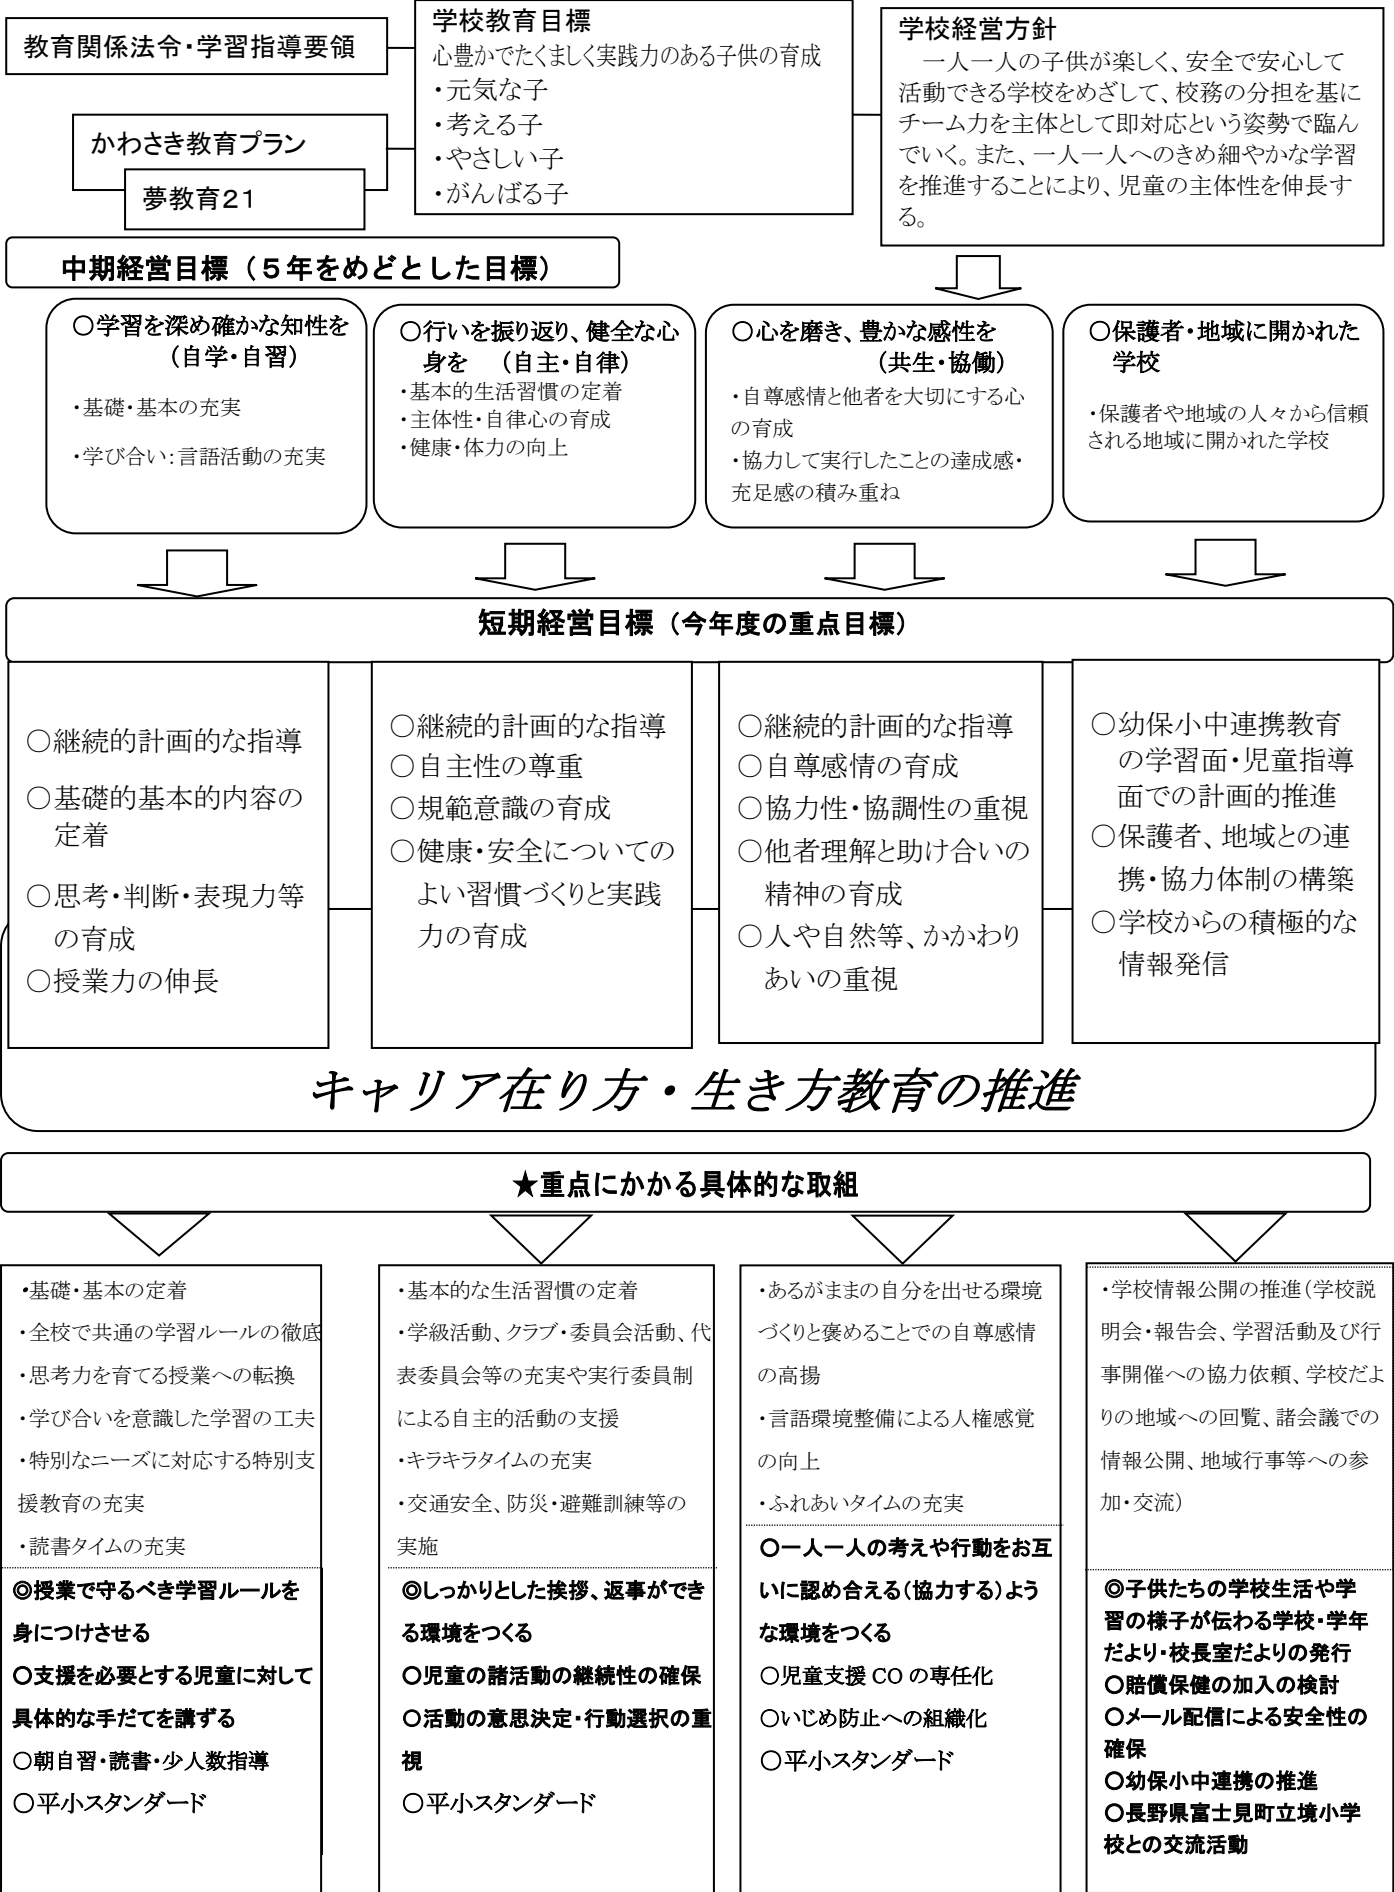 教育関係法令・学習指導要領
かわさき教育プラン
夢教育２１
学校教育目標
心豊かでたくましく実践力のある子供の育成
・元気な子
・考える子
・やさしい子
・がんばる子
学校経営方針
一人一人の子供が楽しく、安全で安心して
活動できる学校をめざして、校務の分担を基に
チーム力を主体として即対応という姿勢で臨ん
でいく。また、一人一人へのきめ細やかな学習
を推進することにより、児童の主体性を伸長す
る。
中期経営目標（５年をめどとした目標）
○学習を深め確かな知性を
（自学・自習）
・基礎・基本の充実
・学び合い：言語活動の充実
○行いを振り返り、健全な心
身を　（自主・自律）
・基本的生活習慣の定着
・主体性・自律心の育成
・健康・体力の向上
○心を磨き、豊かな感性を
（共生・協働）
・自尊感情と他者を大切にする心
の育成
・協力して実行したことの達成感・
充足感の積み重ね
○保護者・地域に開かれた
学校
・保護者や地域の人々から信頼
される地域に開かれた学校
短期経営目標（今年度の重点目標）
○継続的計画的な指導
○基礎的基本的内容の
定着
○思考・判断・表現力等
の育成
○授業力の伸長
○継続的計画的な指導
○自主性の尊重
○規範意識の育成
○健康・安全についての
よい習慣づくりと実践
力の育成
○継続的計画的な指導
○自尊感情の育成
○協力性・協調性の重視
○他者理解と助け合いの
精神の育成
○人や自然等、かかわり
あいの重視
○幼保小中連携教育
の学習面・児童指導
面での計画的推進
○保護者、地域との連
携・協力体制の構築
○学校からの積極的な
情報発信
キャリア在り方・生き方教育の推進
★重点にかかる具体的な取組
・基礎・基本の定着
・全校で共通の学習ルールの徹底
・思考力を育てる授業への転換
・学び合いを意識した学習の工夫
・特別なニーズに対応する特別支
援教育の充実
・読書タイムの充実
◎授業で守るべき学習ルールを
身につけさせる
○支援を必要とする児童に対して
具体的な手だてを講ずる
○朝自習・読書・少人数指導
○平小スタンダード
・基本的な生活習慣の定着
・学級活動、クラブ・委員会活動、代
表委員会等の充実や実行委員制
による自主的活動の支援
・キラキラタイムの充実
・交通安全、防災・避難訓練等の
実施
◎しっかりとした挨拶、返事ができ
る環境をつくる
○児童の諸活動の継続性の確保
○活動の意思決定・行動選択の重
視
○平小スタンダード
・あるがままの自分を出せる環境
づくりと褒めることでの自尊感情
の高揚
・言語環境整備による人権感覚
の向上
・ふれあいタイムの充実
○一人一人の考えや行動をお互
いに認め合える（協力する）よう
な環境をつくる
○児童支援 CO の専任化
○いじめ防止への組織化
○平小スタンダード
・学校情報公開の推進（学校説
明会・報告会、学習活動及び行
事開催への協力依頼、学校だよ
りの地域への回覧、諸会議での
情報公開、地域行事等への参
加・交流）
◎子供たちの学校生活や学
習の様子が伝わる学校・学年
だより・校長室だよりの発行
○賠償保健の加入の検討
○メール配信による安全性の
確保
○幼保小中連携の推進
○長野県富士見町立境小学
校との交流活動